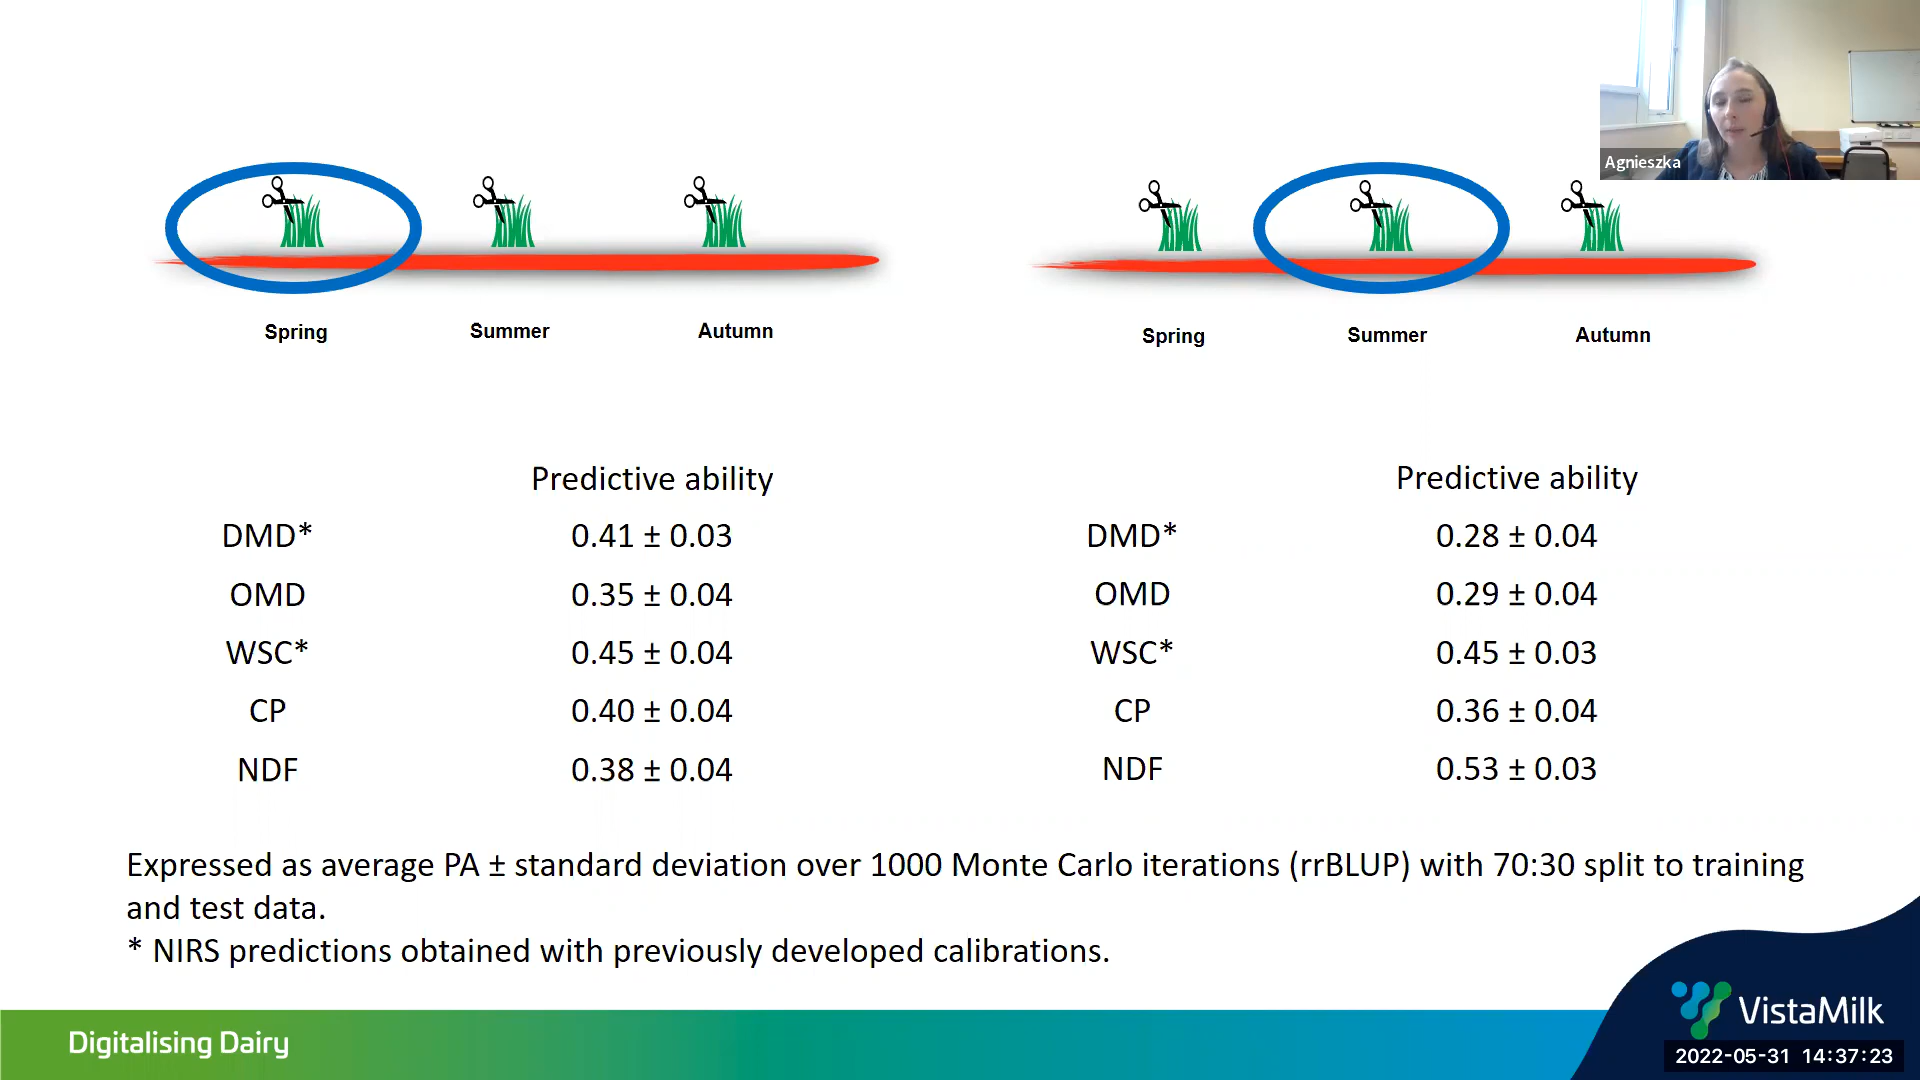 Agnieszka
Spring Summer Autumn
Spring Summer Autumn
Predictive ability
DMD* 0.41 ± 0.03
OMD 0.35 ± 0.04
WSC* 0.45 ± 0.04
CP 0.40 ± 0.04
NDF 0.38 ± 0.04
Predictive ability
DMD* 0.28 ± 0.04
OMD 0.29 ± 0.04
WSC* 0.45 ± 0.03
CP 0.36 ± 0.04
NDF 0.53 ± 0.03
Expressed as average PA ± standard deviation over 1000 Monte Carlo iterations (rrBLUP) with 70:30 split to training
and test data.
* NIRS predictions obtained with previously developed calibrations.
Digitalising Dairy
VistaMilk
2022-05-31 14:37:23